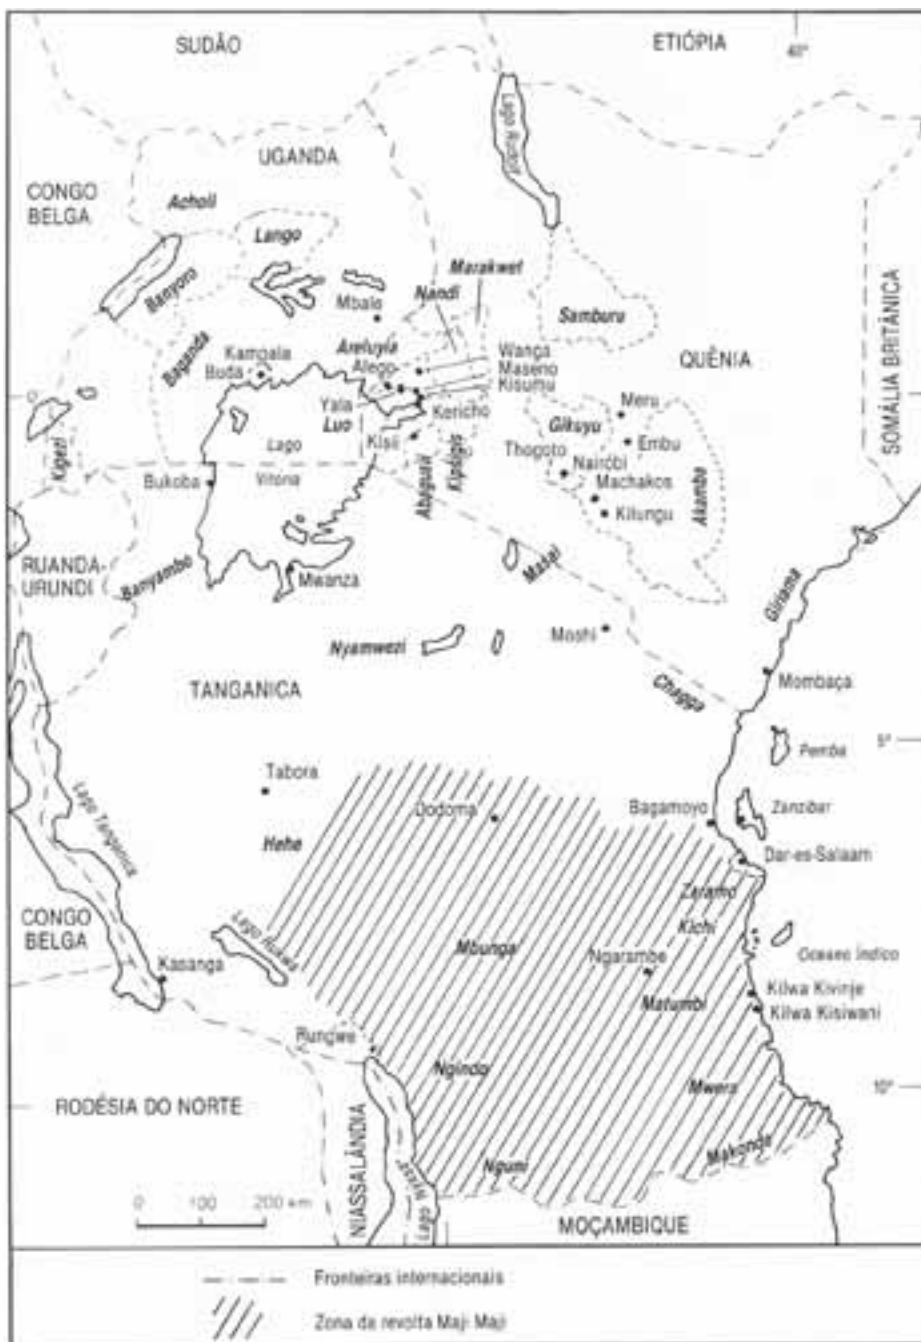 SUDÃO
ETIÓPIA
40°
Lago Rudolf
UGANDA
CONGO
BELGA
Acholi
Lango
Banyoro
Marakwet
Nandi
Mbale
Samburu
SOMÁLIA BRITÂNICA
Baganda
Areluyia
Wanga
QUÊNIA
Kampala
Buda
Alego
Maseno
Kisumu
0
Yala
Luo
Kericho
Meru
Gikuyu
Kisii
Embu
Lago
Thogoto
Nairóbi
Kigezi
Abagusii
Kipsigis
Bukoba
Vitória
Machakos
Akamba
Kilungu
RUANDA-
URUNDI
Banyambo
Mwanza
Masai
Giriama
Nyamwezi
Moshi
TANGANICA
Chagga
Mombaça
5°
Pemba
Tabora
Lago Tanganica
Dodoma
Bagamoyo
Zanzibar
Hehe
Dar-es-Salaam
Zaramo
Kichi
CONGO
BELGA
Lago Rukwa
Mbunga
Ngarambe
Oceano Índico
Kasanga
Matumbi
Kilwa Kivinje
Kilwa Kisiwani
Rungwe
Ngindo
Mwera
10°
RODÉSIA DO NORTE
Makonde
Nguni
NIASSALÂNDIA
Lago Niassa
0 100 200 km
MOÇAMBIQUE
Fronteiras internacionais
Zona da revolta Maji Maji